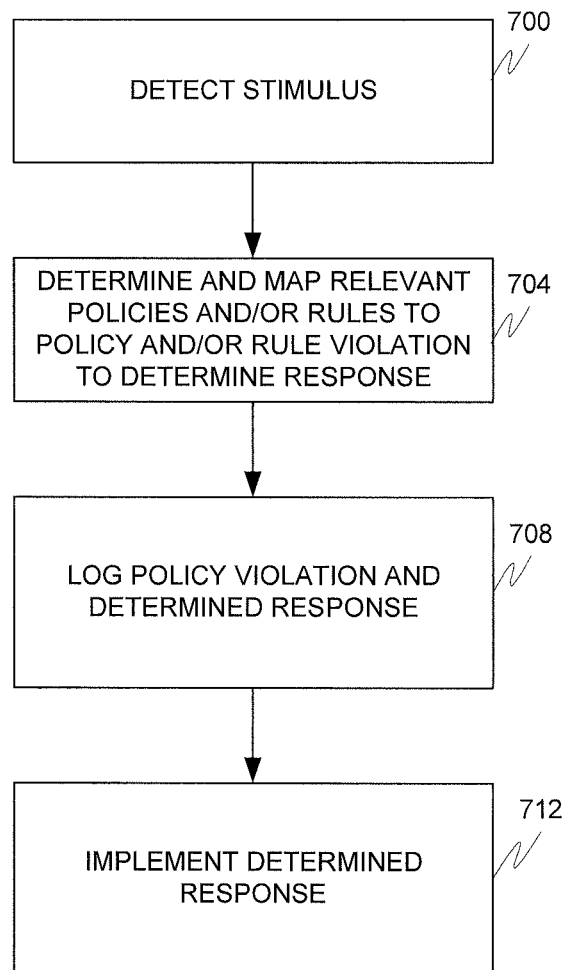 700
DETECT STIMULUS
704
DETERMINE AND MAP RELEVANT
POLICIES AND/OR RULES TO
POLICY AND/OR RULE VIOLATION
TO DETERMINE RESPONSE
708
LOG POLICY VIOLATION AND
DETERMINED RESPONSE
712
IMPLEMENT DETERMINED
RESPONSE